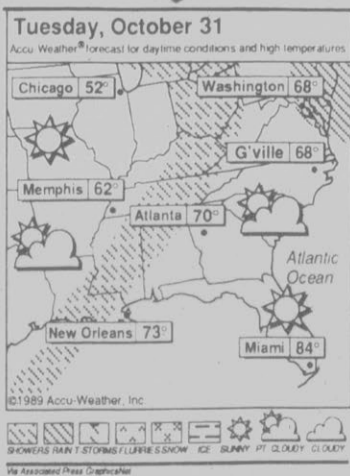 Tuesday, October 31
Accu-Weather® forecast for daytime conditions and high temperatures
Chicago 52°
Washington 68°
G'ville 68°
Memphis 62°
Atlanta 70°
Atlantic
Ocean
New Orleans 73°
Miami 84°
©1989 Accu-Weather, Inc.
SHOWERS RAIN T-STORMS FLURRIES SNOW ICE SUNNY PT. CLOUDY CLOUDY
Via Associated Press GraphicsNet